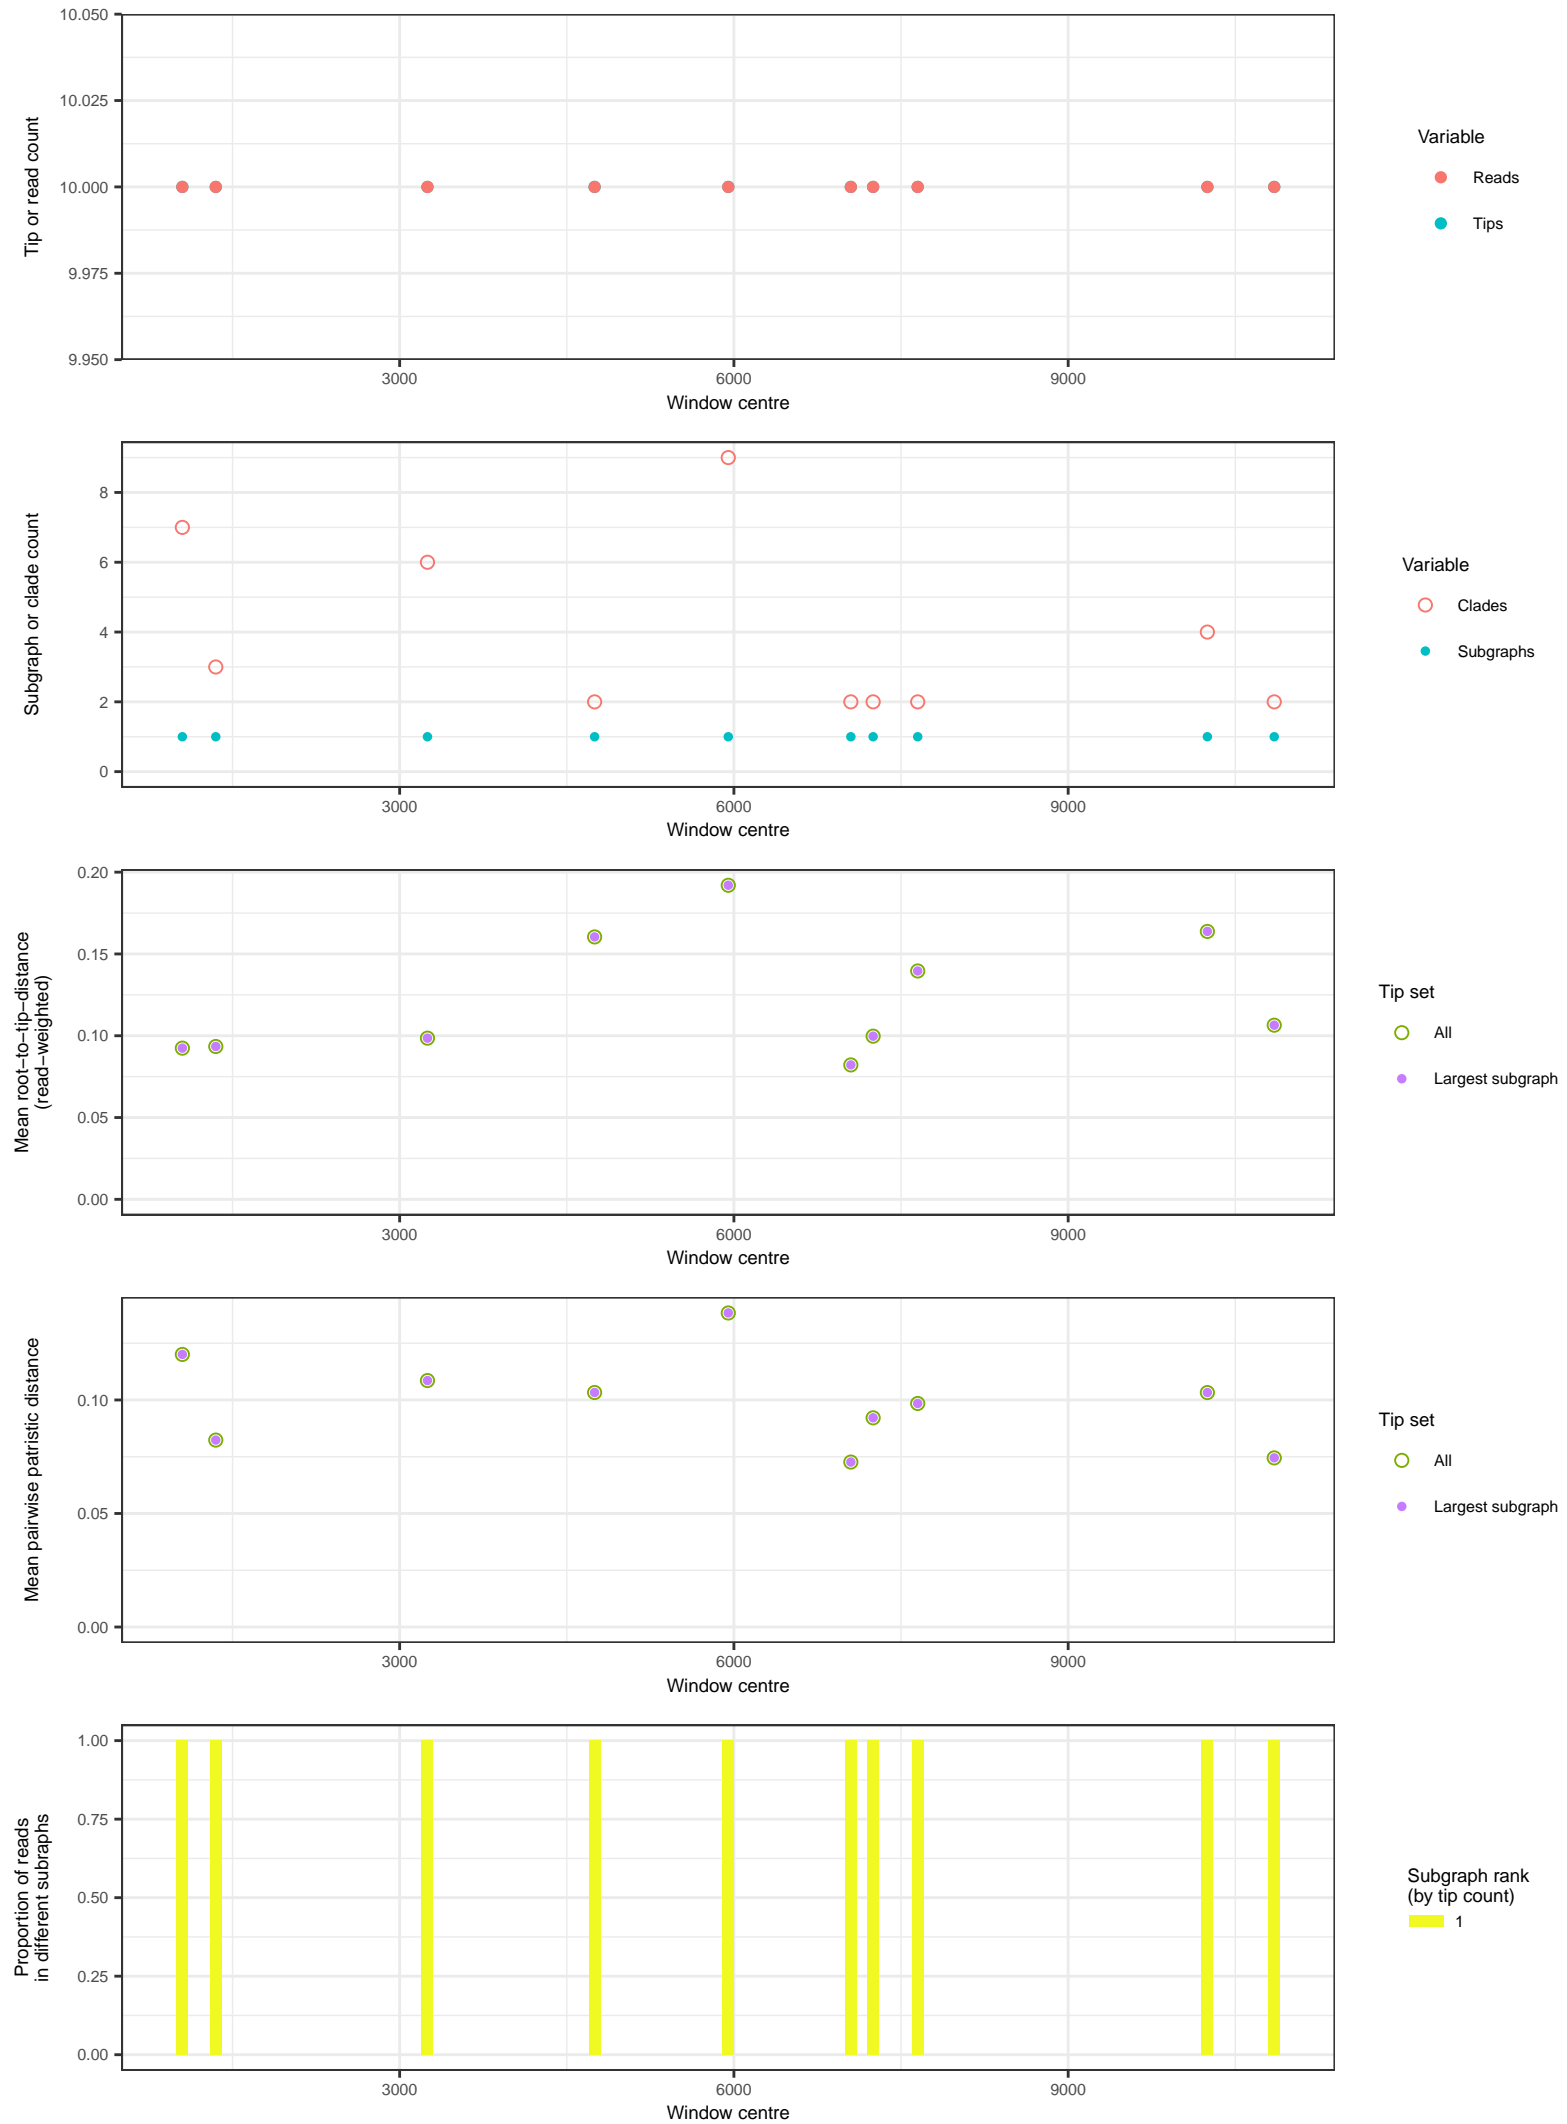 10.050
10.025
10.000
9.975
9.950
Tip or read count
3000 6000 9000
Window centre
Variable
Reads
Tips
8
6
4
2
0
Subgraph or clade count
3000 6000 9000
Window centre
Variable
Clades
Subgraphs
0.20
0.15
0.10
0.05
0.00
Mean root−to−tip−distance
(read−weighted)
3000 6000 9000
Window centre
Tip set
All
Largest subgraph
0.10
0.05
0.00
Mean pairwise patristic distance
3000 6000 9000
Window centre
Tip set
All
Largest subgraph
1.00
0.75
0.50
0.25
0.00
Proportion of reads
in different subraphs
3000 6000 9000
Window centre
Subgraph rank
(by tip count)
1